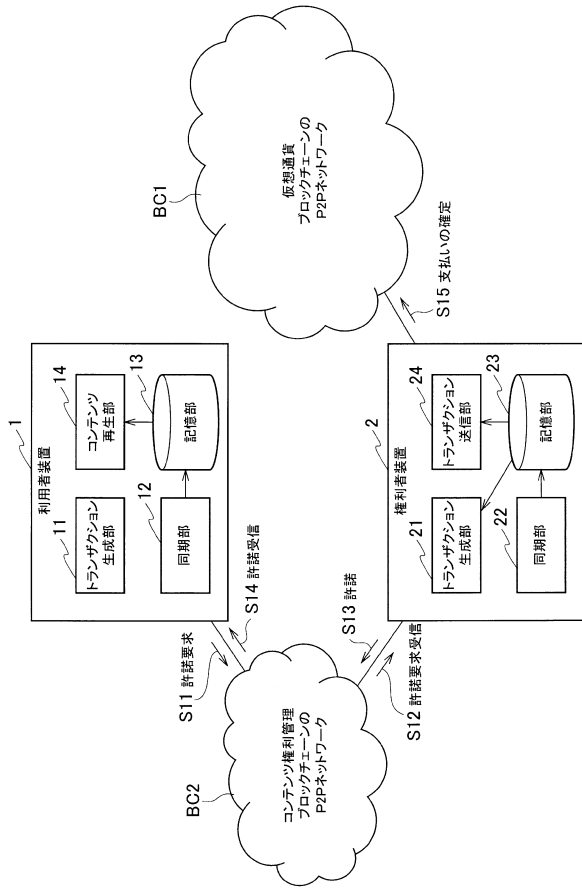 1
利用者装置
11
トランザクション
生成部
14
コンテンツ
再生部
12
同期部
13
記憶部
S11 許諾要求
S14 許諾受信
BC2
コンテンツ権利管理
ブロックチェーンの
P2Pネットワーク
BC1
仮想通貨
ブロックチェーンの
P2Pネットワーク
S13 許諾
S12 許諾要求受信
S15 支払いの確定
2
権利者装置
21
トランザクション
生成部
24
トランザクション
送信部
22
同期部
23
記憶部